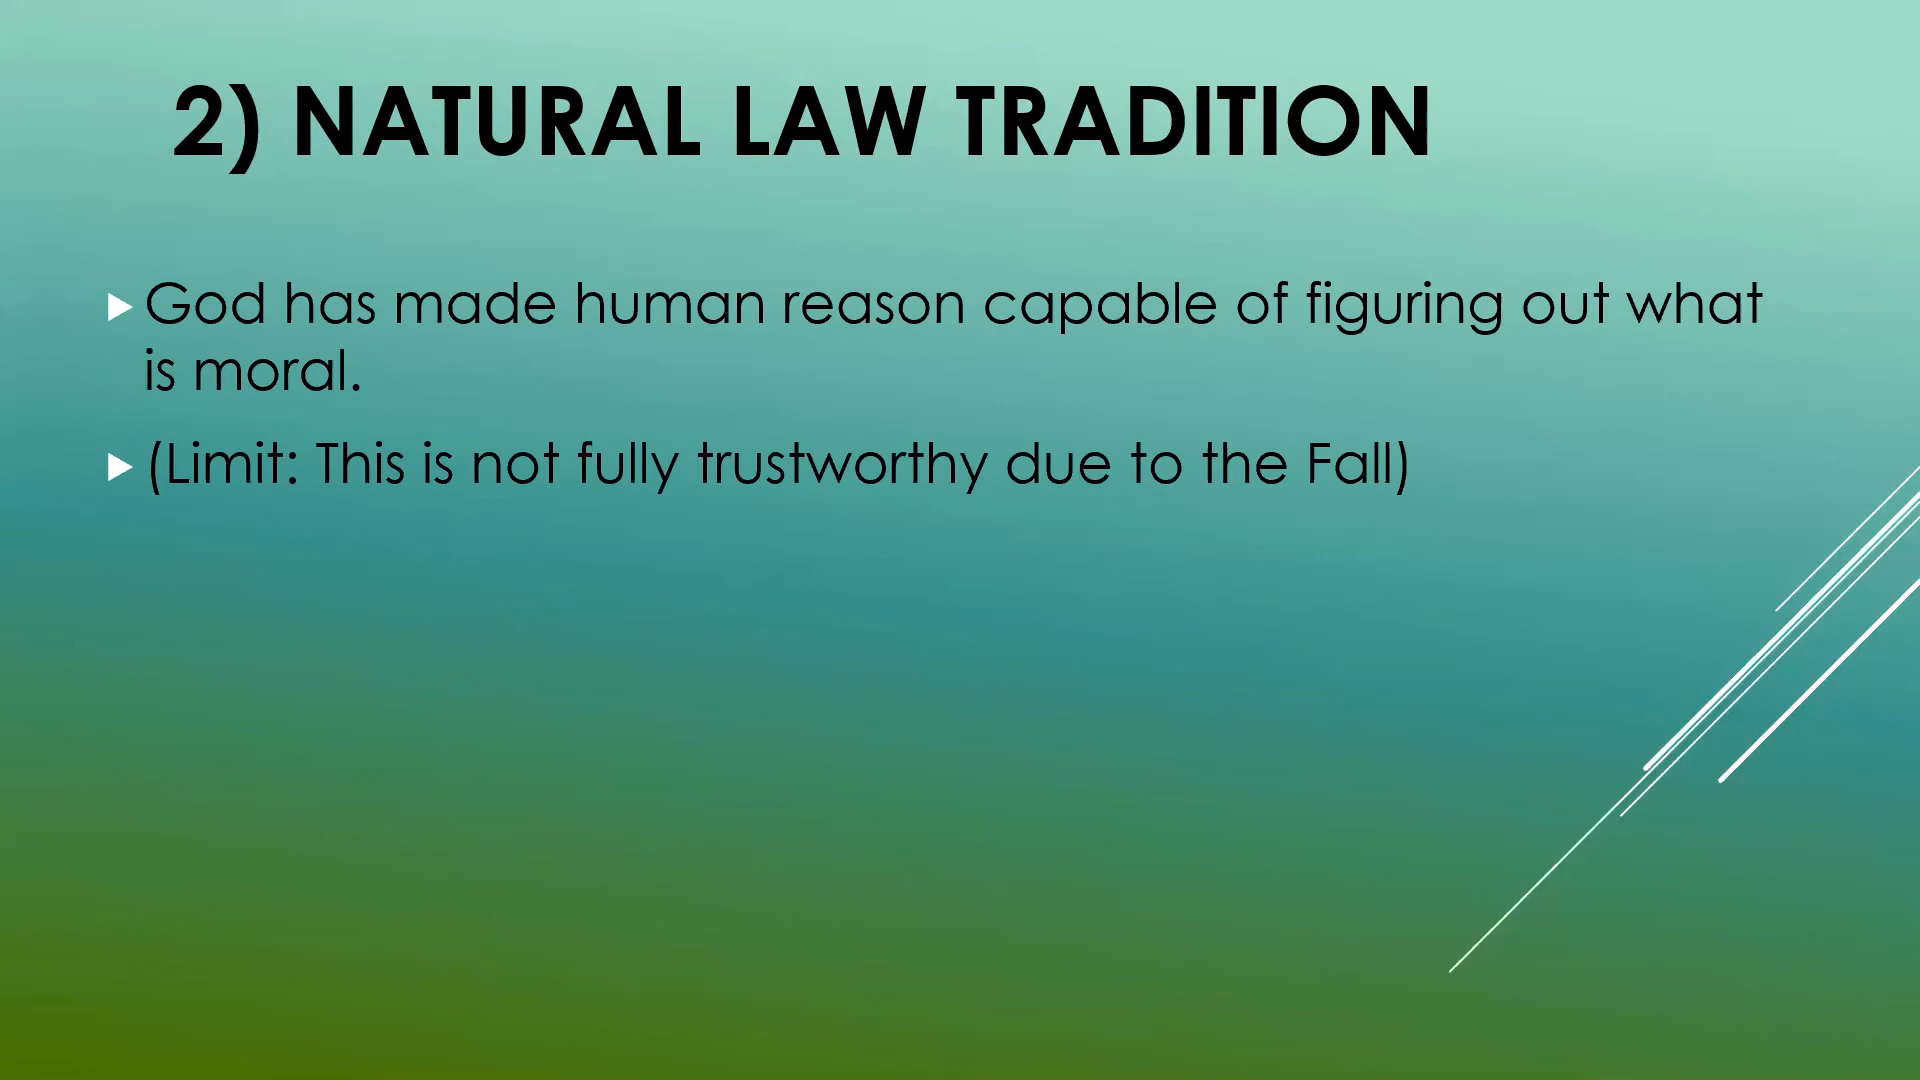 2) NATURAL LAW TRADITION
God has made human reason capable of figuring out what
is moral.
(Limit: This is not fully trustworthy due to the Fall)